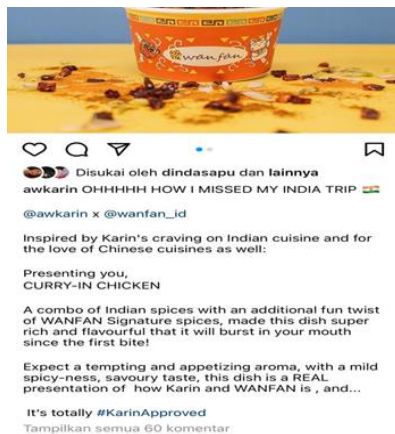 wanfan
Disukai oleh dindasapu dan lainnya
awkarin OHHHHH HOW I MISSED MY INDIA TRIP 🇮🇳
@awkarin x @wanfan_id
Inspired by Karin's craving on Indian cuisine and for
the love of Chinese cuisines as well:
Presenting you,
CURRY-IN CHICKEN
A combo of Indian spices with an additional fun twist
of WANFAN Signature spices, made this dish super
rich and flavourful that it will burst in your mouth
since the first bite!
Expect a tempting and appetizing aroma, with a mild
spicy-ness, savoury taste, this dish is a REAL
presentation of how Karin and WANFAN is , and...
It's totally #KarinApproved
Tampilkan semua 60 komentar